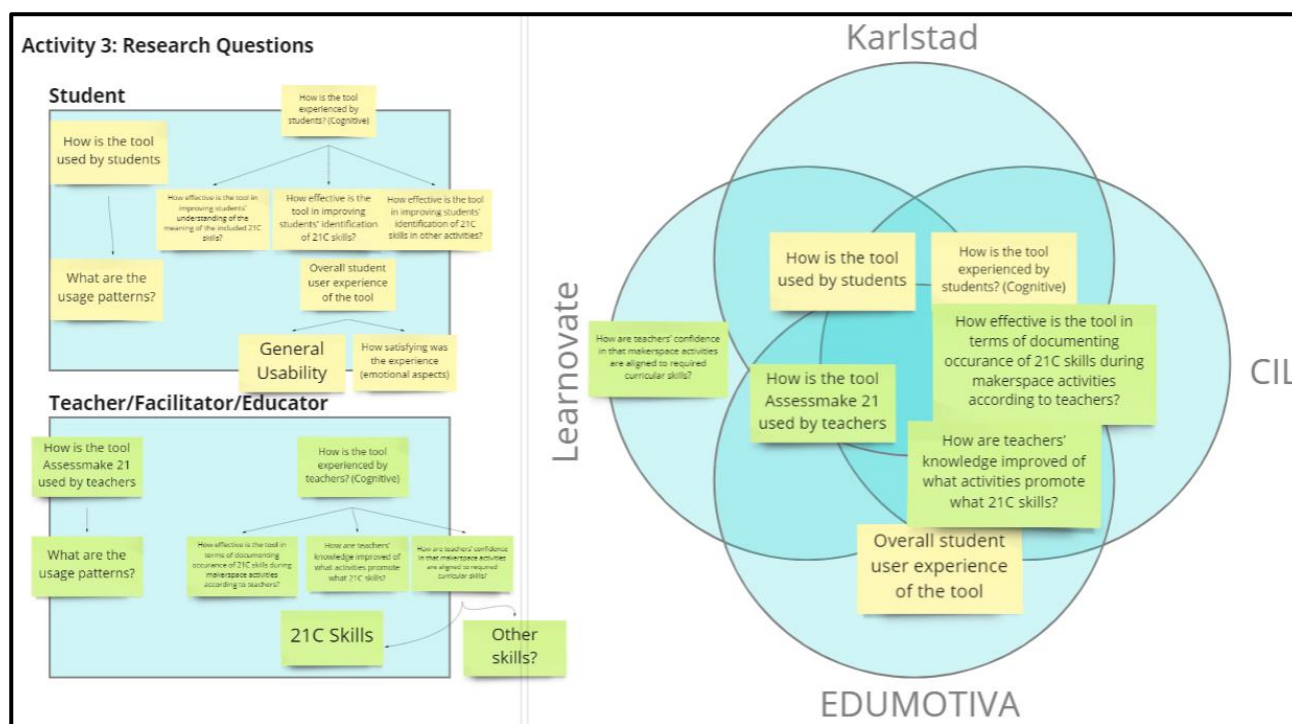 Activity 3: Research Questions
Student
How is the tool
experienced by
students? (Cognitive)
How is the tool
used by students
How effective is the tool in
improving students'
understanding of the
meaning of the included 21C
skills?
How effective is
the tool in improving
students' identification
of 21C skills?
How effective is the tool
in improving students'
identification of 21C
skills in other activities?
What are the
usage patterns?
Overall student
user experience
of the tool
General
Usability
How satisfying was
the experience
(emotional aspects)
Teacher/Facilitator/Educator
How is the tool
Assessmake 21
used by teachers
How is the tool
experienced by
teachers? (Cognitive)
What are the
usage patterns?
How effective is the tool in
terms of documenting
occurance of 21C skills during
makerspace activities
according to teachers?
How are teachers'
knowledge improved of
what activities promote
what 21C skills?
How are teachers' confidence
in that makerspace activities
are aligned to required
curricular skills?
21C Skills
Other
skills?
Karlstad
Learnovate
CIL
EDUMOTIVA
How is the tool
used by students
How is the tool
experienced by
students? (Cognitive)
How are teachers' confidence
in that makerspace activities
are aligned to required
curricular skills?
How is the tool
Assessmake 21
used by teachers
How effective is the tool in
terms of documenting
occurance of 21C skills during
makerspace activities
according to teachers?
How are teachers'
knowledge improved of
what activities promote
what 21C skills?
Overall student
user experience
of the tool